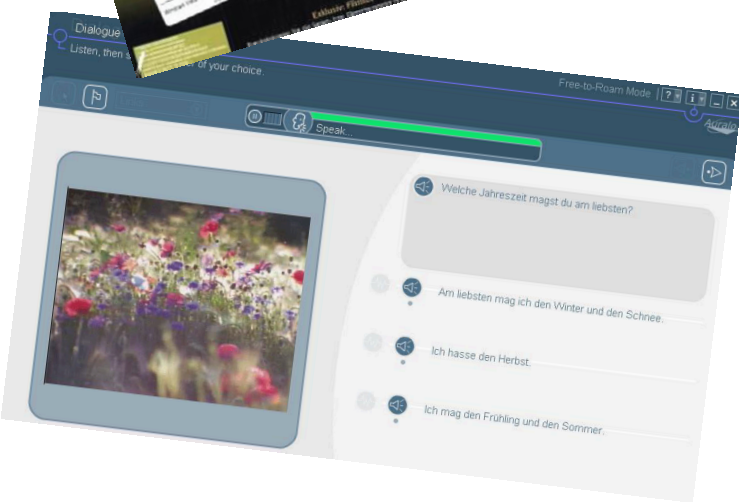 Exklusiv:
Dialogue
Listen, then
of your choice.
Free-to-Roam Mode
?
i
Speak...
Welche Jahreszeit magst du am liebsten?
Am liebsten mag ich den Winter und den Schnee.
Ich hasse den Herbst.
Ich mag den Frühling und den Sommer.